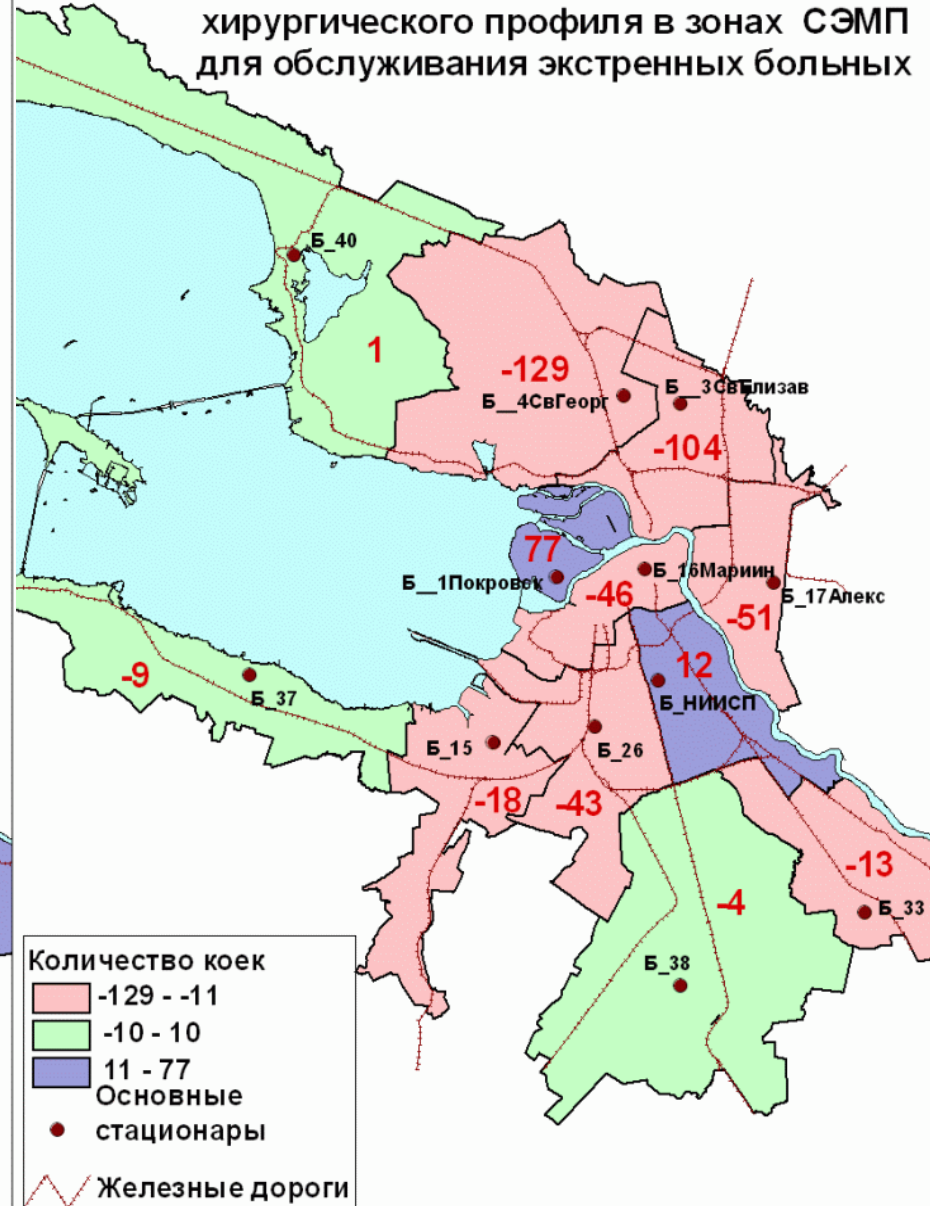 хирургического профиля в зонах СЭМП
для обслуживания экстренных больных
Б_40
1
-129
Б__4СвГеорг
Б__3СвЕлизав
-104
77
Б__1Покровск
Б_16Мариин
-46
Б_17Алекс
-51
-9
Б_37
12
Б_НИИСП
Б_15
Б_26
-18
-43
-13
-4
Б_33
Б_38
Количество коек
-129 - -11
-10 - 10
11 - 77
Основные
стационары
Железные дороги